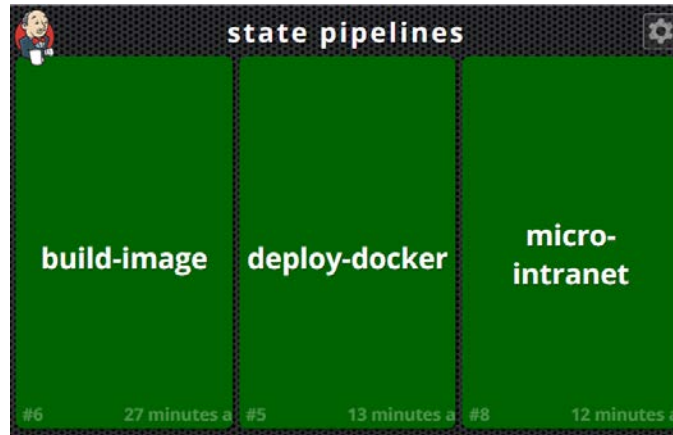 state pipelines
build-image
deploy-docker
micro-
intranet
#6 27 minutes a
#5 13 minutes a
#8 12 minutes a